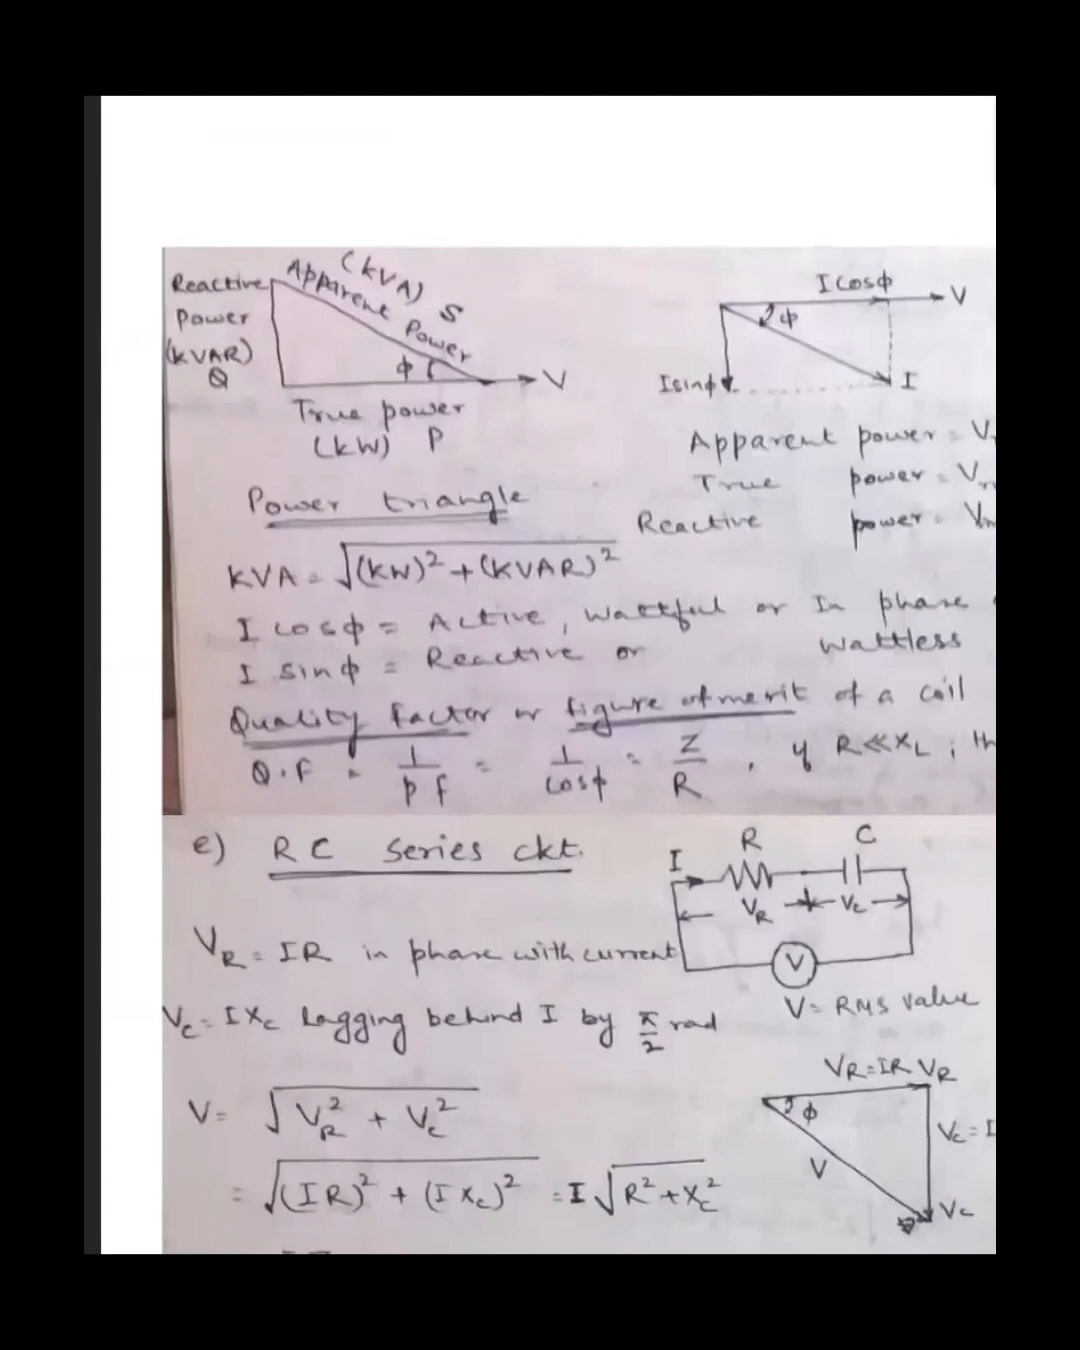 Reactive
Power
(KVAR)
Q
(kVA) S
Apparent Power
ϕ
V
True power
(kW) P
I cosϕ
V
ϕ
I sinϕ
I
Apparent power = V
True power = V
Reactive power = V
Power triangle
KVA = √(KW)² + (KVAR)²
I cosϕ = Active, wattful or In phase
I sinϕ = Reactive or wattless
Quality Factor or figure of merit of a coil
Q.F = 1/pf = 1/cosϕ = Z/R , if R ≪ XL ; th
e) RC Series ckt.
R C
I
VR Vc
V
VR = IR in phase with current
V = RMS value
Vc = IXc Lagging behind I by π/2 rad
VR = IR VR
ϕ
Vc = I
V
Vc
V = √VR² + Vc²
= √(IR)² + (IXc)² = I √R² + Xc²